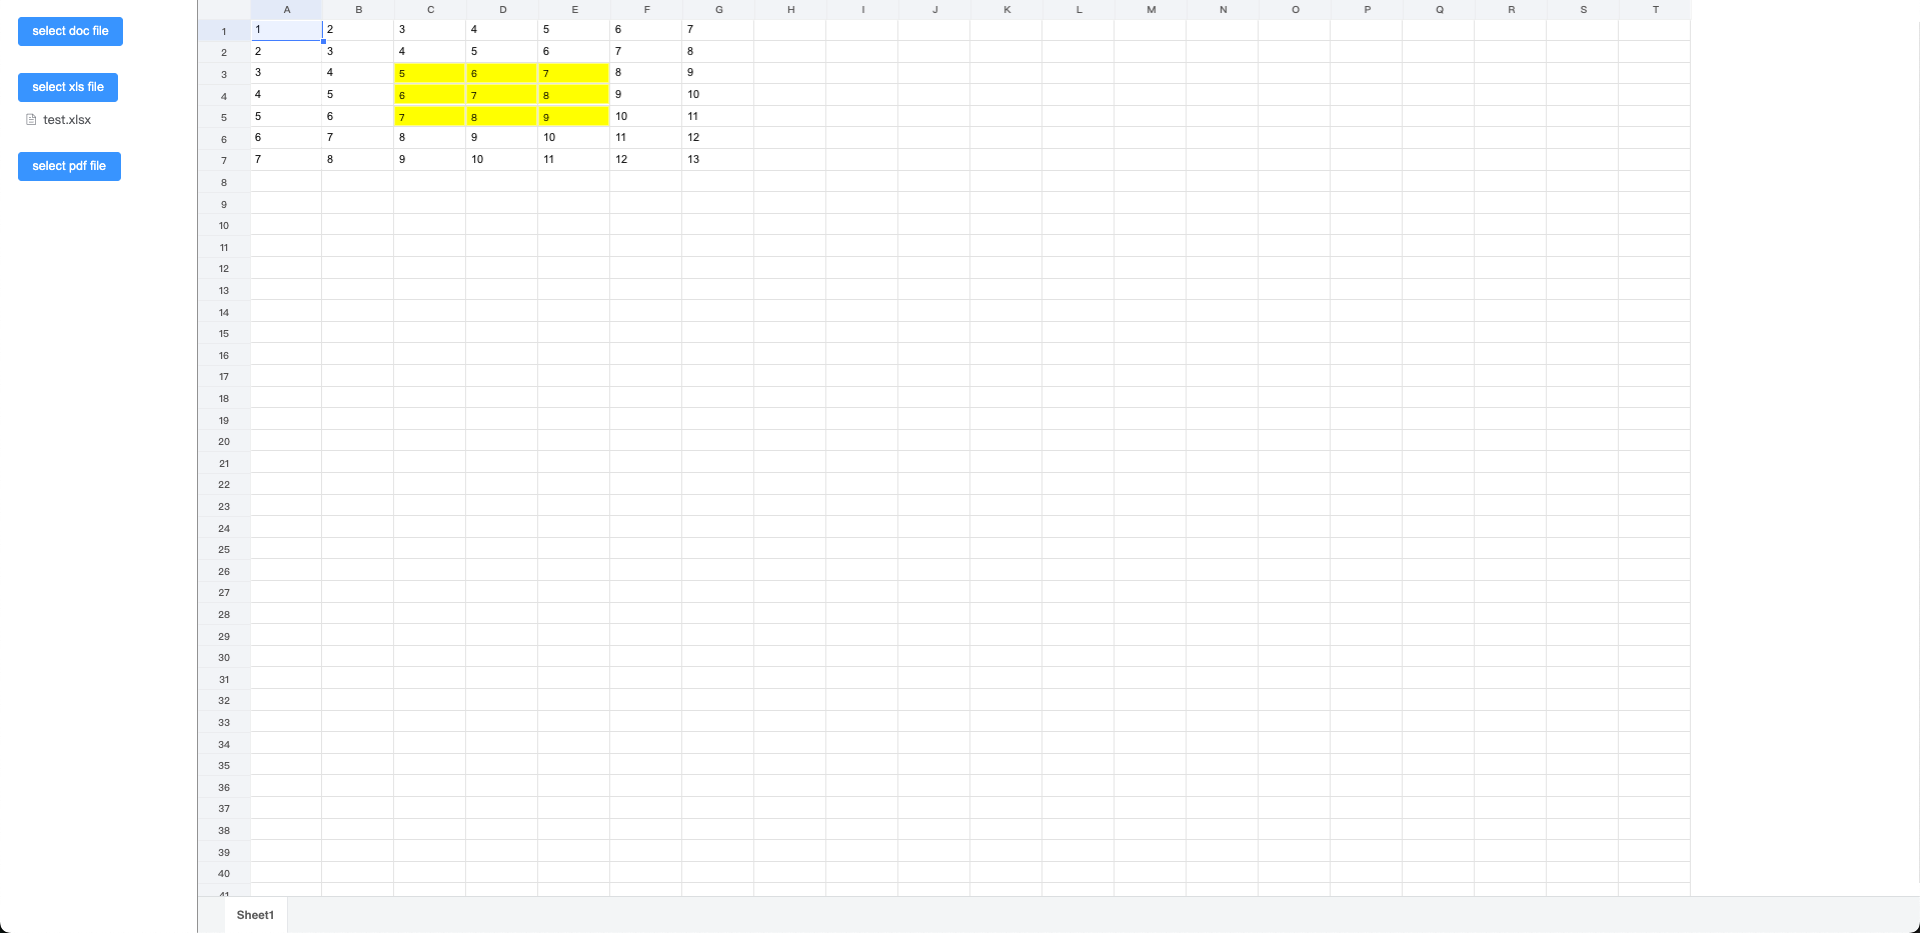 select doc file
select xls file
test.xlsx
select pdf file
A B C D E F G H I J K L M N O P Q R S T
1 1 2 3 4 5 6 7
2 2 3 4 5 6 7 8
3 3 4 5 6 7 8 9
4 4 5 6 7 8 9 10
5 5 6 7 8 9 10 11
6 6 7 8 9 10 11 12
7 7 8 9 10 11 12 13
8
9
10
11
12
13
14
15
16
17
18
19
20
21
22
23
24
25
26
27
28
29
30
31
32
33
34
35
36
37
38
39
40
41
Sheet1